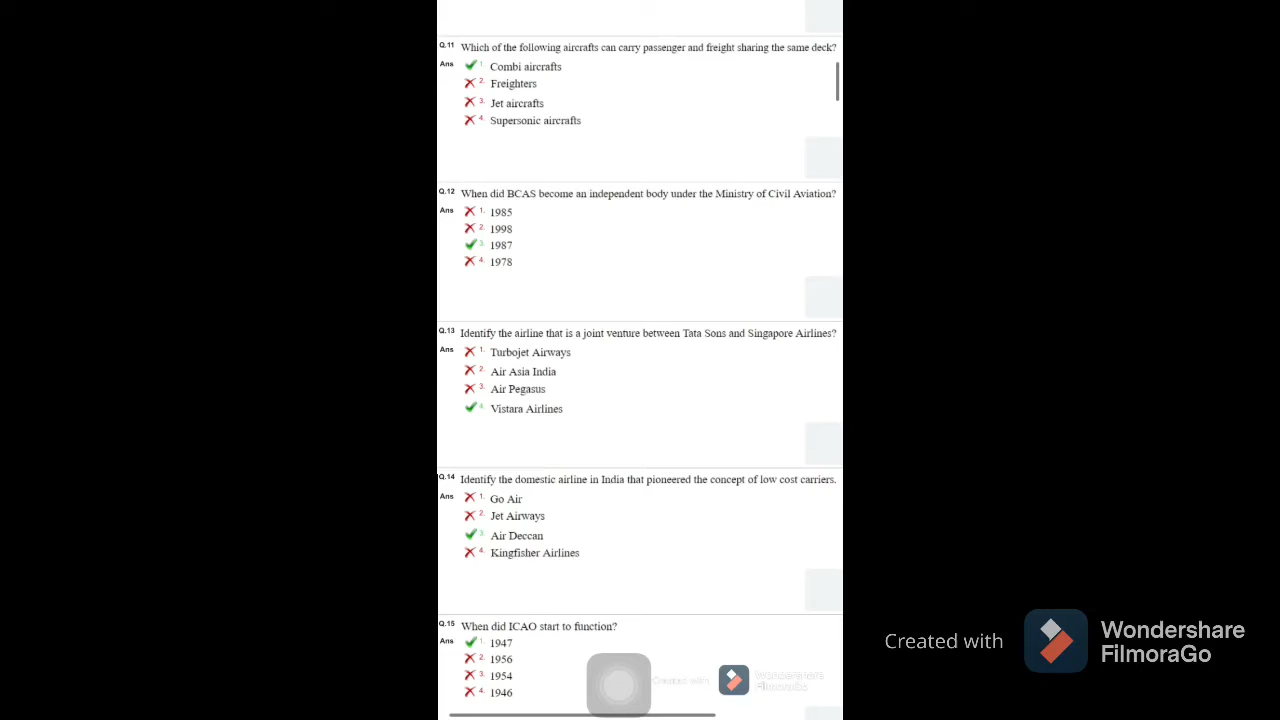 Q.11 Which of the following aircrafts can carry passenger and freight sharing the same deck?
Ans 1. Combi aircrafts
2. Freighters
3. Jet aircrafts
4. Supersonic aircrafts
Q.12 When did BCAS become an independent body under the Ministry of Civil Aviation?
Ans 1. 1985
2. 1998
3. 1987
4. 1978
Q.13 Identify the airline that is a joint venture between Tata Sons and Singapore Airlines?
Ans 1. Turbojet Airways
2. Air Asia India
3. Air Pegasus
4. Vistara Airlines
Q.14 Identify the domestic airline in India that pioneered the concept of low cost carriers.
Ans 1. Go Air
2. Jet Airways
3. Air Deccan
4. Kingfisher Airlines
Q.15 When did ICAO start to function?
Ans 1. 1947
2. 1956
3. 1954
4. 1946
Created with
Wondershare
FilmoraGo
Created with
Wondershare
FilmoraGo